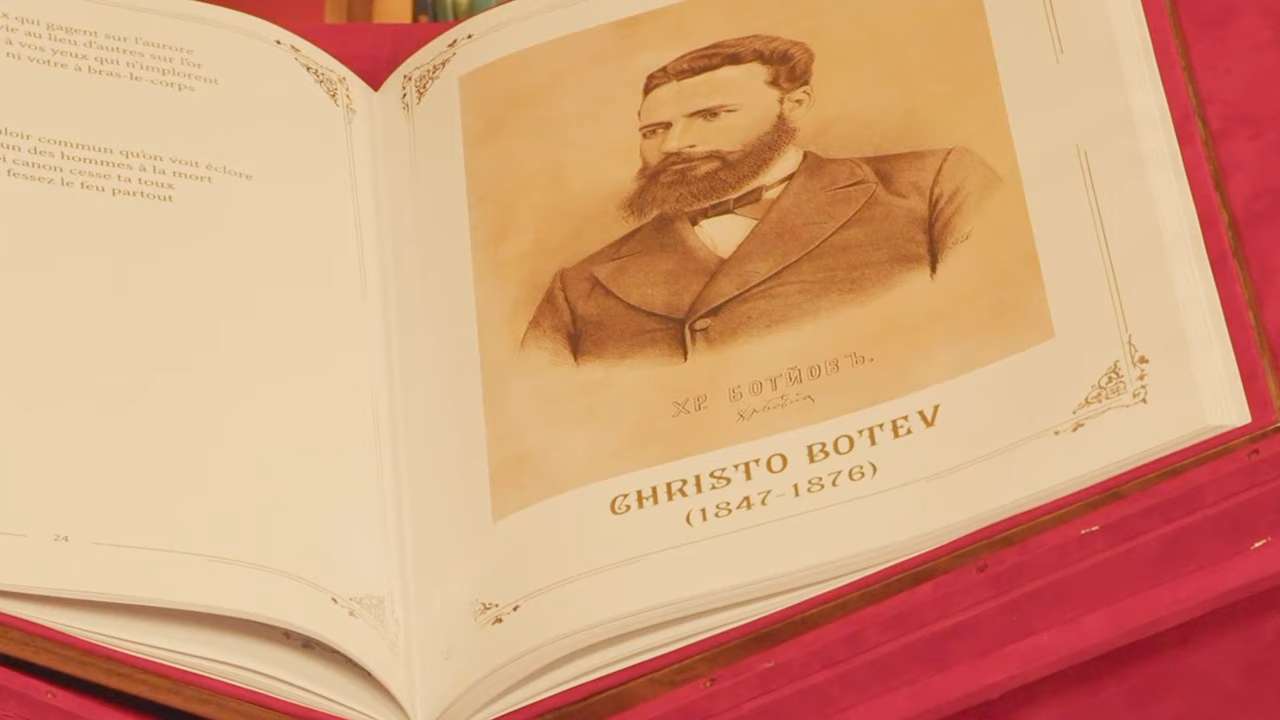 x qui gagent sur l'aurore
vie au lieu d'autres sur l'or
à vos yeux qui n'implorent
ni votre à bras-le-corps
loir commun qu'on voit éclore
un des hommes à la mort
i canon cesse ta toux
fessez le feu partout
24
ХР БОТЙОВЪ.
CHRISTO BOTEV
(1847-1876)